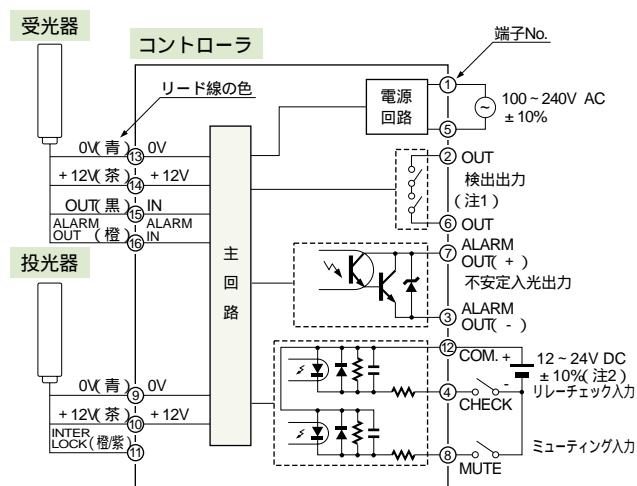 受光器
コントローラ
端子No.
リード線の色
電源
回路
1
5
~
100~240V AC
±10%
0V(青)
13
0V
+12V(茶)
14
+12V
OUT(黒)
15
IN
ALARM
OUT (橙)
16
ALARM
IN
2
OUT
検出出力
(注1)
6
OUT
7
ALARM
OUT(+)
不安定入光出力
3
ALARM
OUT(-)
主
回
路
投光器
12
COM.
+
12~24V DC
±10%(注2)
-
4
CHECK
リレーチェック入力
0V(青)
9
0V
+12V(茶)
10
+12V
INTER
LOCK(橙/紫)
11
8
MUTE
ミューティング入力